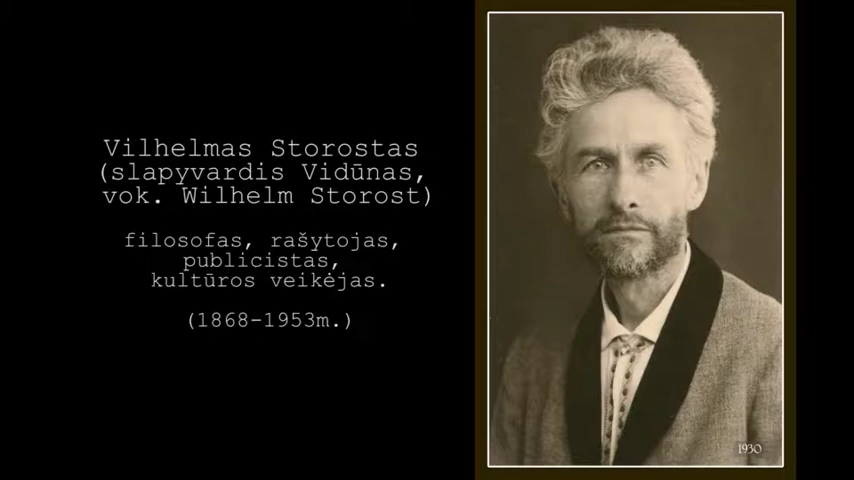 Vilhelmas Storostas
(slapyvardis Vidūnas,
vok. Wilhelm Storost)
filosofas, rašytojas,
publicistas,
kultūros veikėjas.
(1868-1953m.)
1930